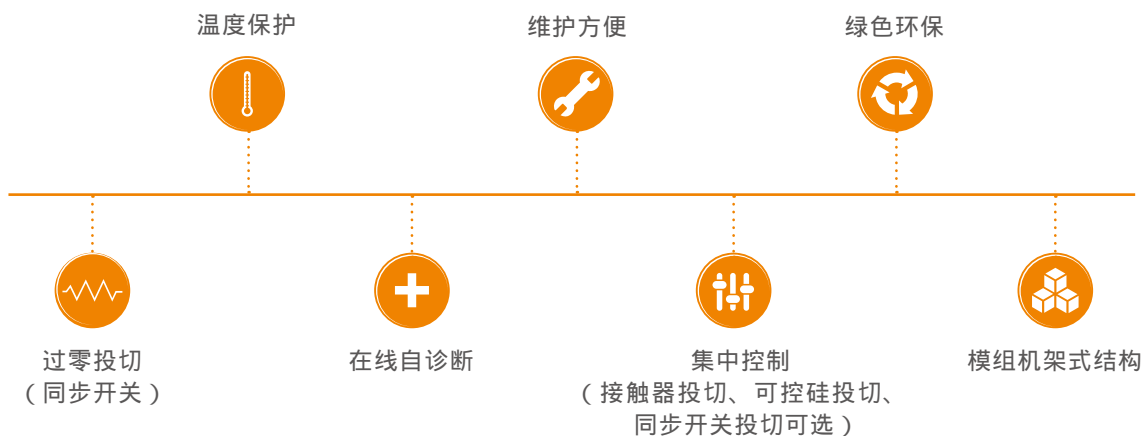 温度保护
维护方便
绿色环保
过零投切
（同步开关）
在线自诊断
集中控制
（接触器投切、可控硅投切、
同步开关投切可选）
模组机架式结构